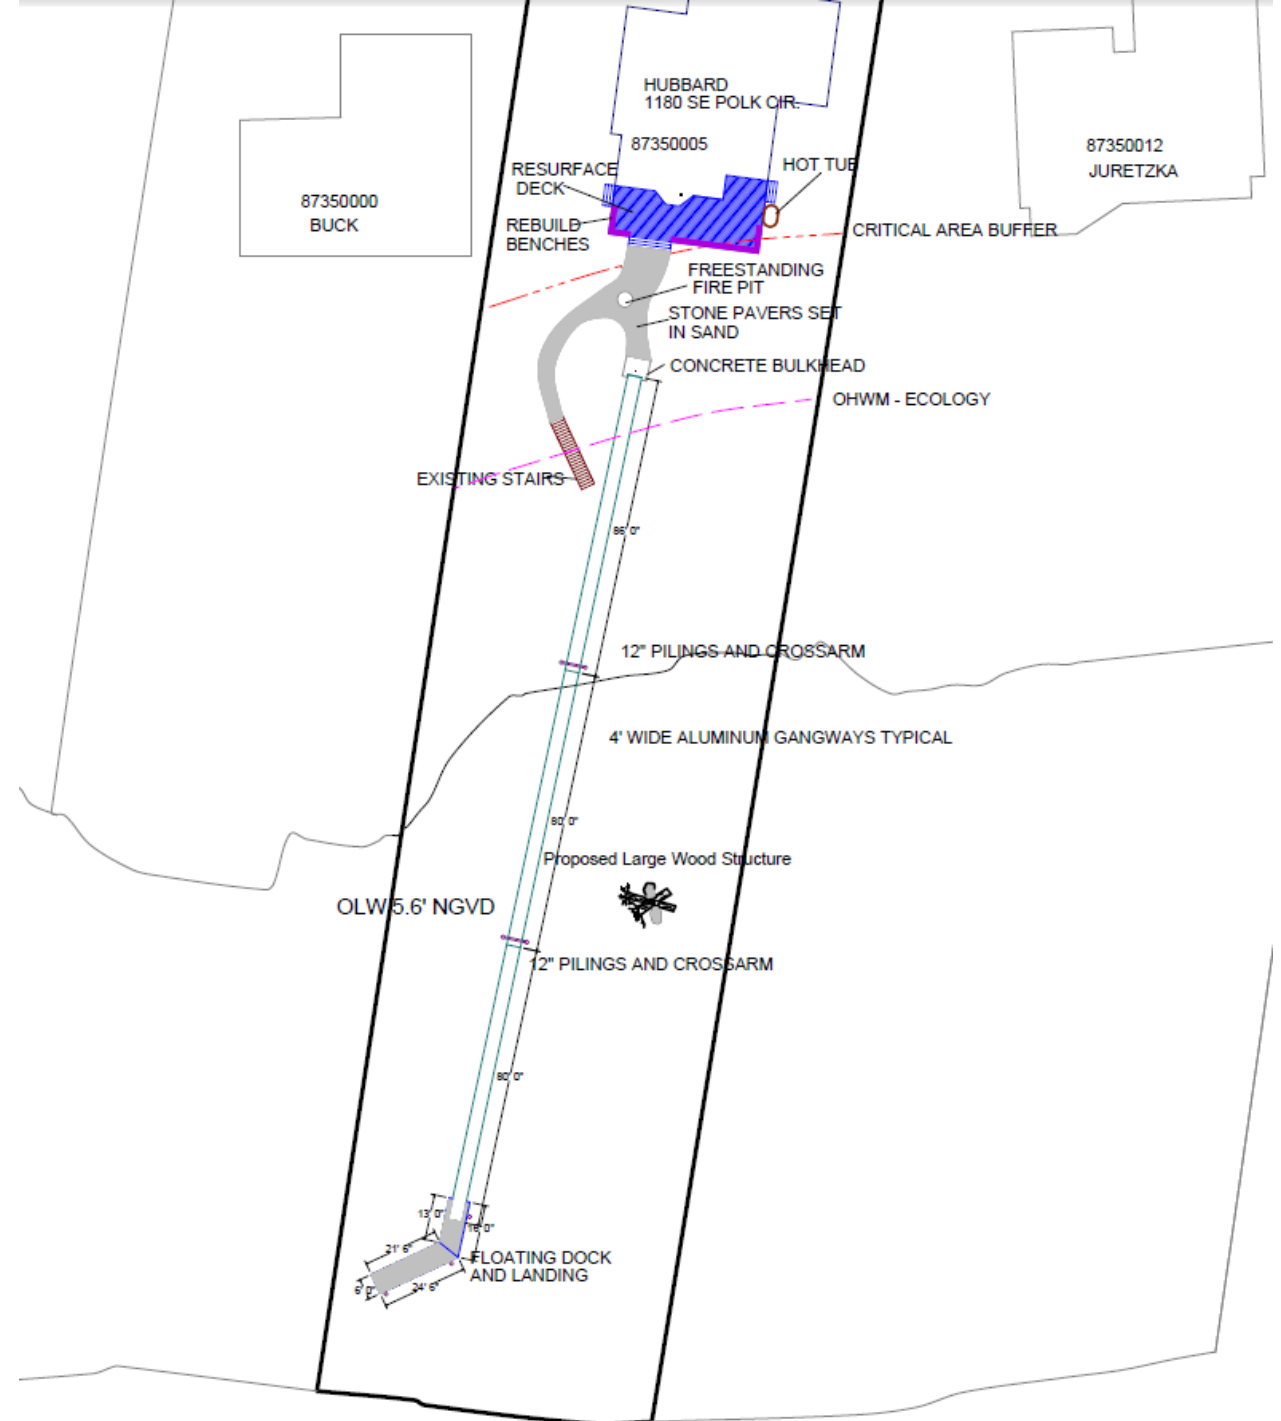 HUBBARD
1180 SE POLK CIR.
87350005
87350012
JURETZKA
RESURFACE
DECK
HOT TUB
87350000
BUCK
REBUILD
BENCHES
CRITICAL AREA BUFFER
FREESTANDING
FIRE PIT
STONE PAVERS SET
IN SAND
CONCRETE BULKHEAD
OHWM - ECOLOGY
EXISTING STAIRS
12" PILINGS AND CROSSARM
4' WIDE ALUMINUM GANGWAYS TYPICAL
80' 0"
Proposed Large Wood Structure
OLW 5.6' NGVD
12" PILINGS AND CROSSARM
80' 0"
13' 0"
16' 0"
21' 6"
FLOATING DOCK
AND LANDING
6' 0"
24' 6"